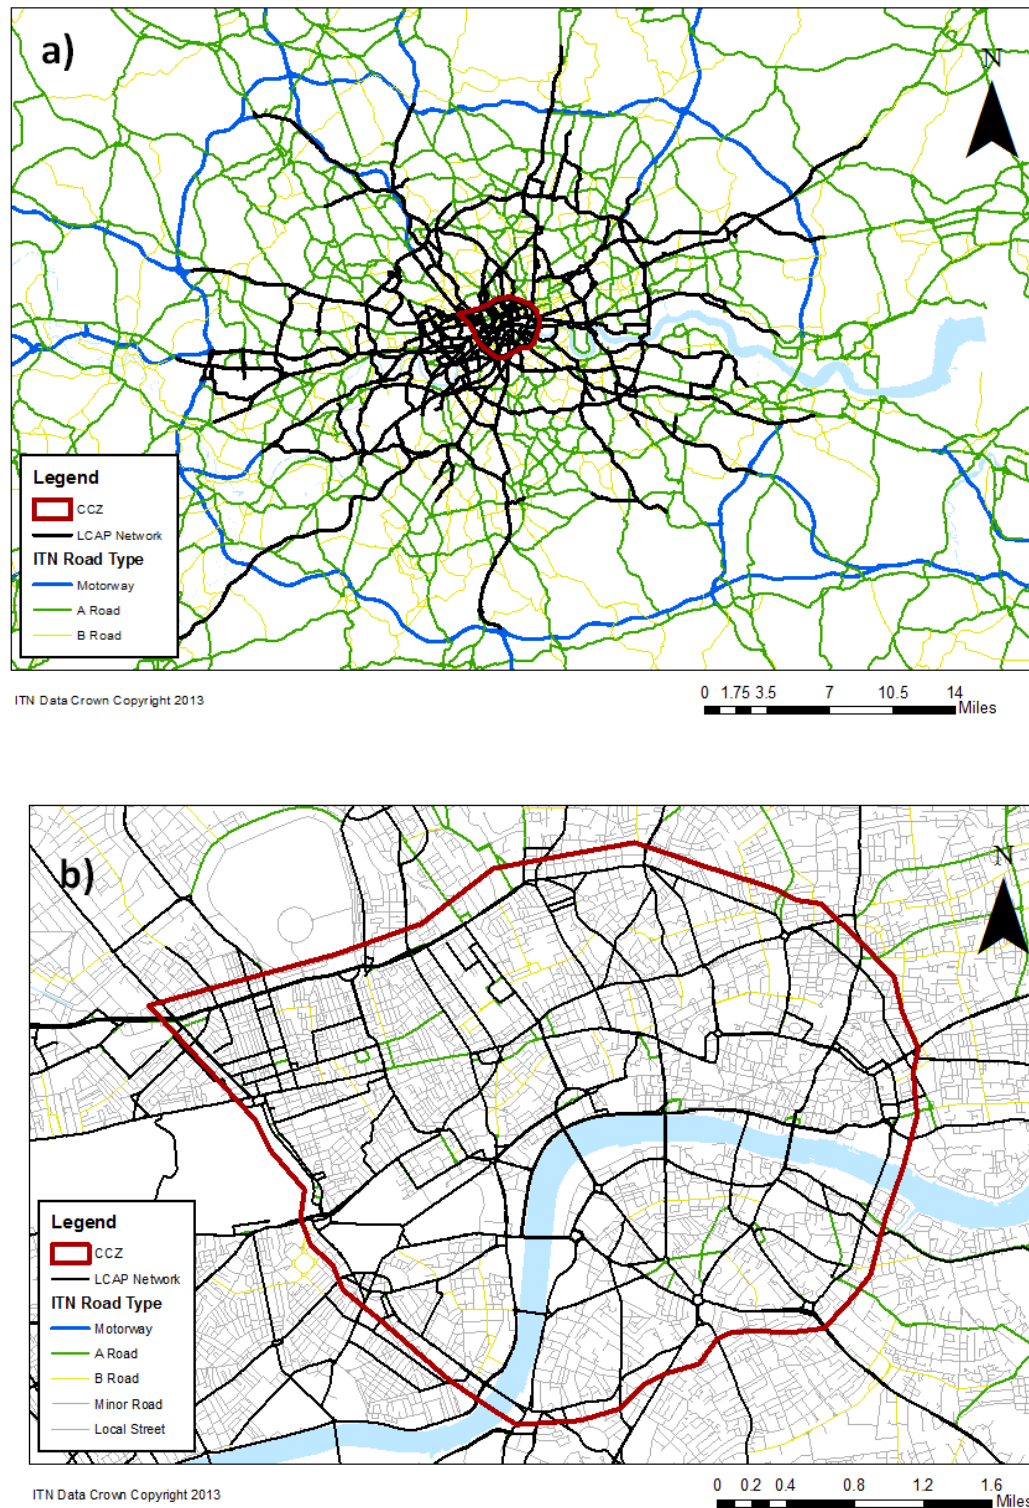 a)
N
Legend
CCZ
LCAP Network
ITN Road Type
Motorway
A Road
B Road
ITN Data Crown Copyright 2013
0 1.75 3.5 7 10.5 14
Miles
b)
N
Legend
CCZ
LCAP Network
ITN Road Type
Motorway
A Road
B Road
Minor Road
Local Street
ITN Data Crown Copyright 2013
0 0.2 0.4 0.8 1.2 1.6
Miles